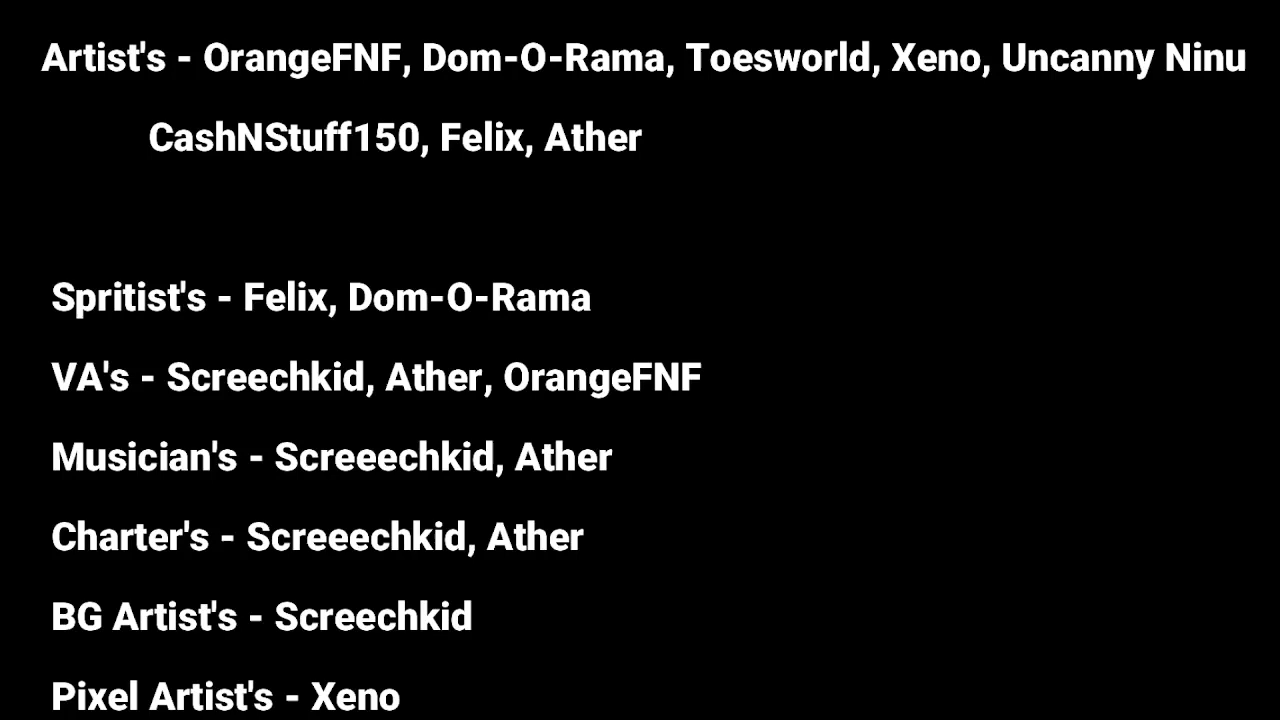 Artist's - OrangeFNF, Dom-O-Rama, Toesworld, Xeno, Uncanny Ninu
CashNStuff150, Felix, Ather
Spritist's - Felix, Dom-O-Rama
VA's - Screechkid, Ather, OrangeFNF
Musician's - Screeechkid, Ather
Charter's - Screeechkid, Ather
BG Artist's - Screechkid
Pixel Artist's - Xeno